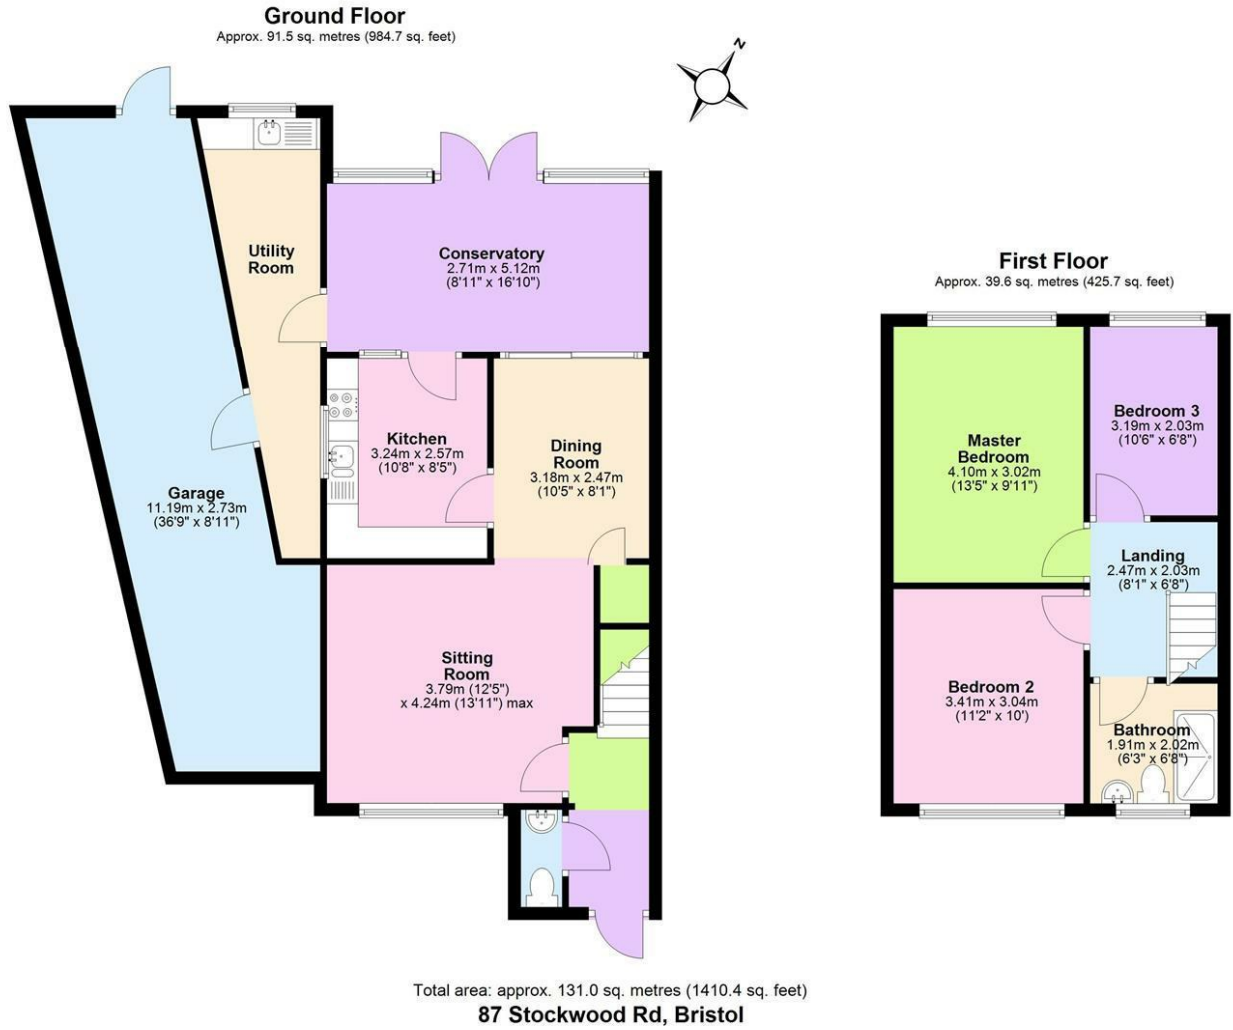 Ground Floor
Approx. 91.5 sq. metres (984.7 sq. feet)
N
Utility
Room
Conservatory
2.71m x 5.12m
(8'11" x 16'10")
Kitchen
3.24m x 2.57m
(10'8" x 8'5")
Dining
Room
3.18m x 2.47m
(10'5" x 8'1")
Garage
11.19m x 2.73m
(36'9" x 8'11")
Sitting
Room
3.79m (12'5")
x 4.24m (13'11") max
First Floor
Approx. 39.6 sq. metres (425.7 sq. feet)
Bedroom 3
3.19m x 2.03m
(10'6" x 6'8")
Master
Bedroom
4.10m x 3.02m
(13'5" x 9'11")
Landing
2.47m x 2.03m
(8'1" x 6'8")
Bedroom 2
3.41m x 3.04m
(11'2" x 10')
Bathroom
1.91m x 2.02m
(6'3" x 6'8")
Total area: approx. 131.0 sq. metres (1410.4 sq. feet)
87 Stockwood Rd, Bristol